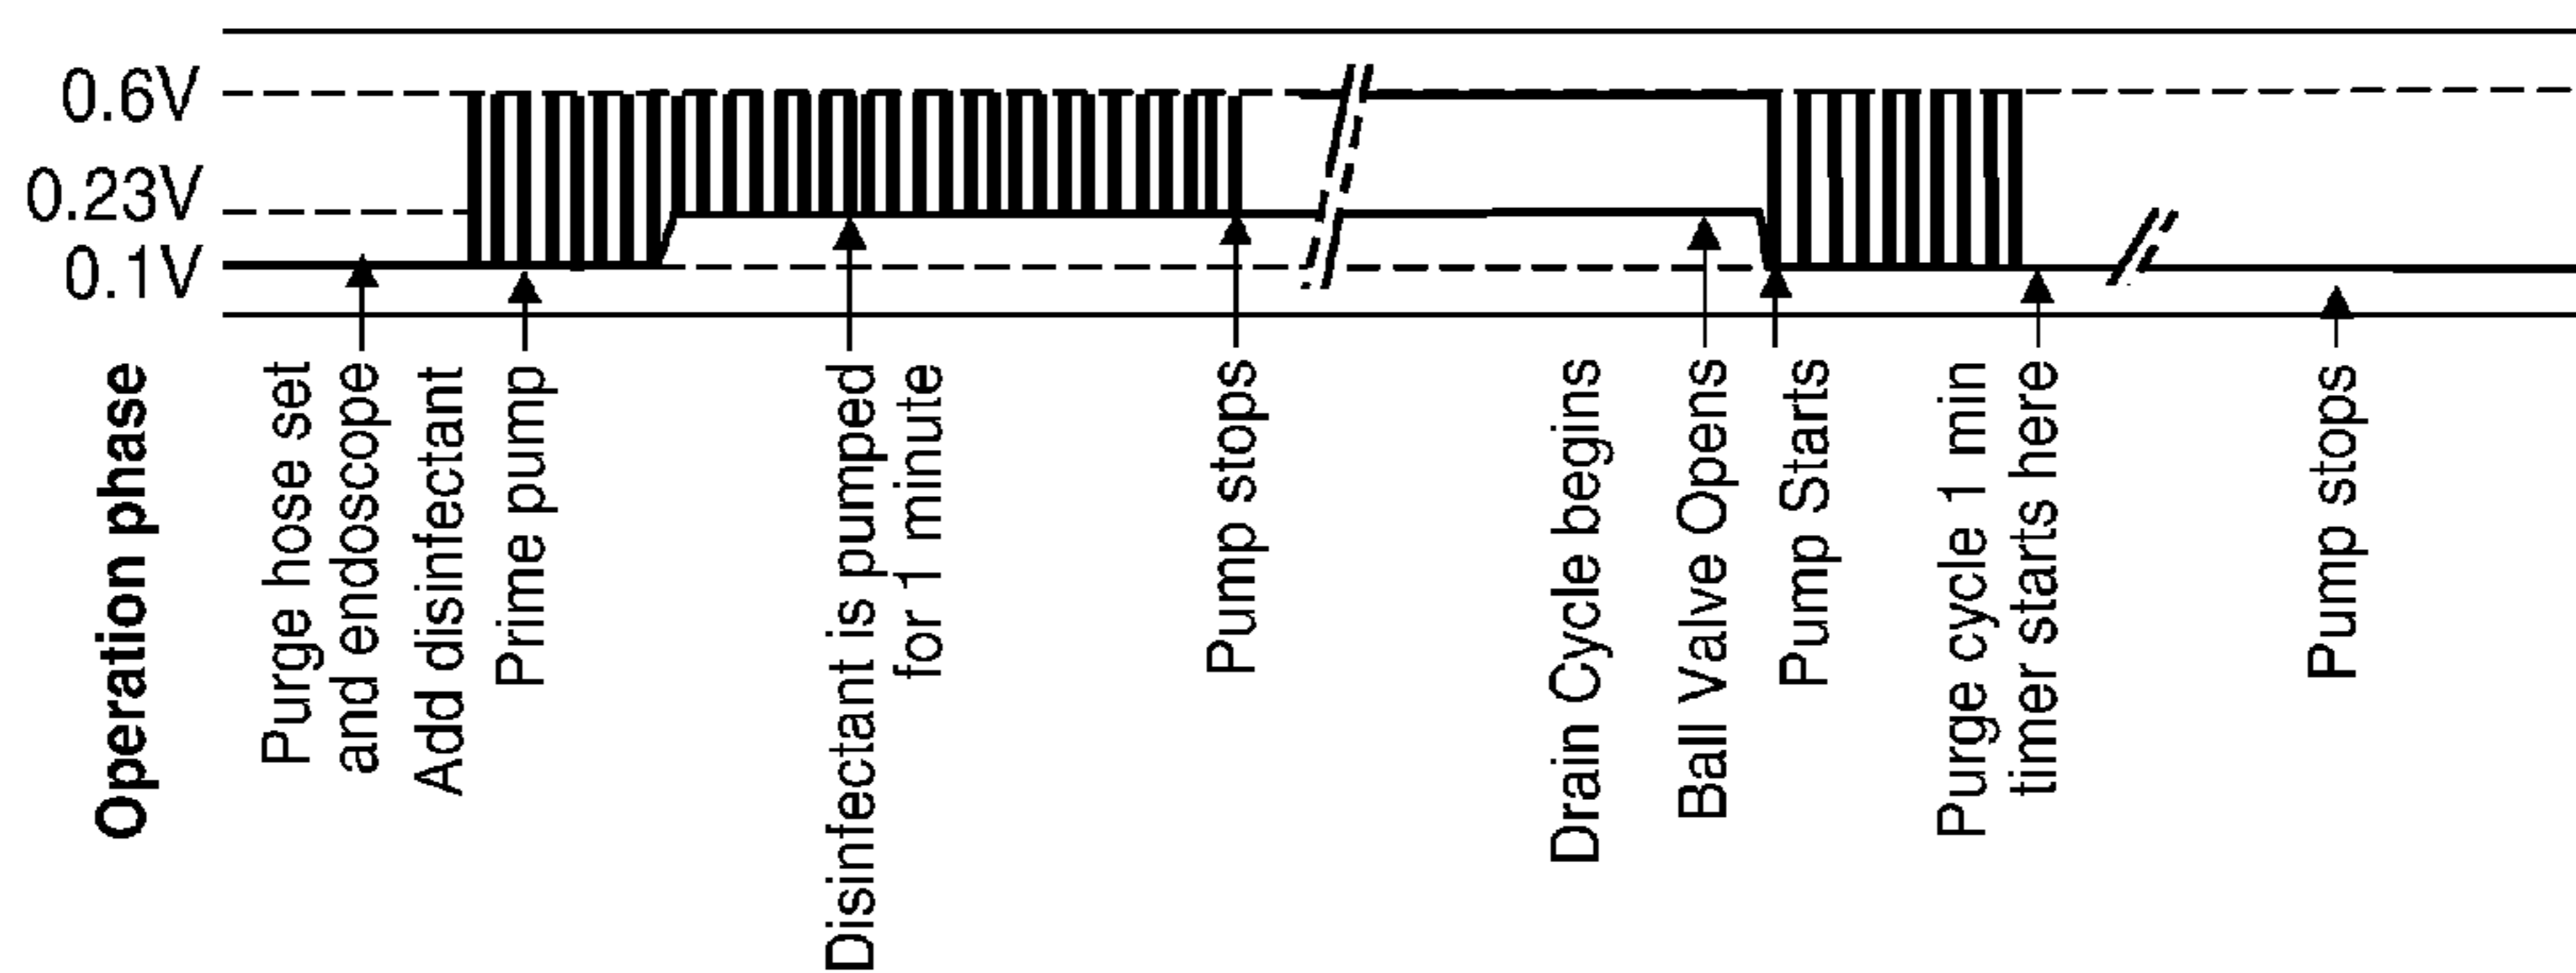 0.6V
0.23V
0.1V
Operation phase
Purge hose set
and endoscope
Add disinfectant
Prime pump
Disinfectant is pumped
for 1 minute
Pump stops
Drain Cycle begins
Ball Valve Opens
Pump Starts
Purge cycle 1 min
timer starts here
Pump stops